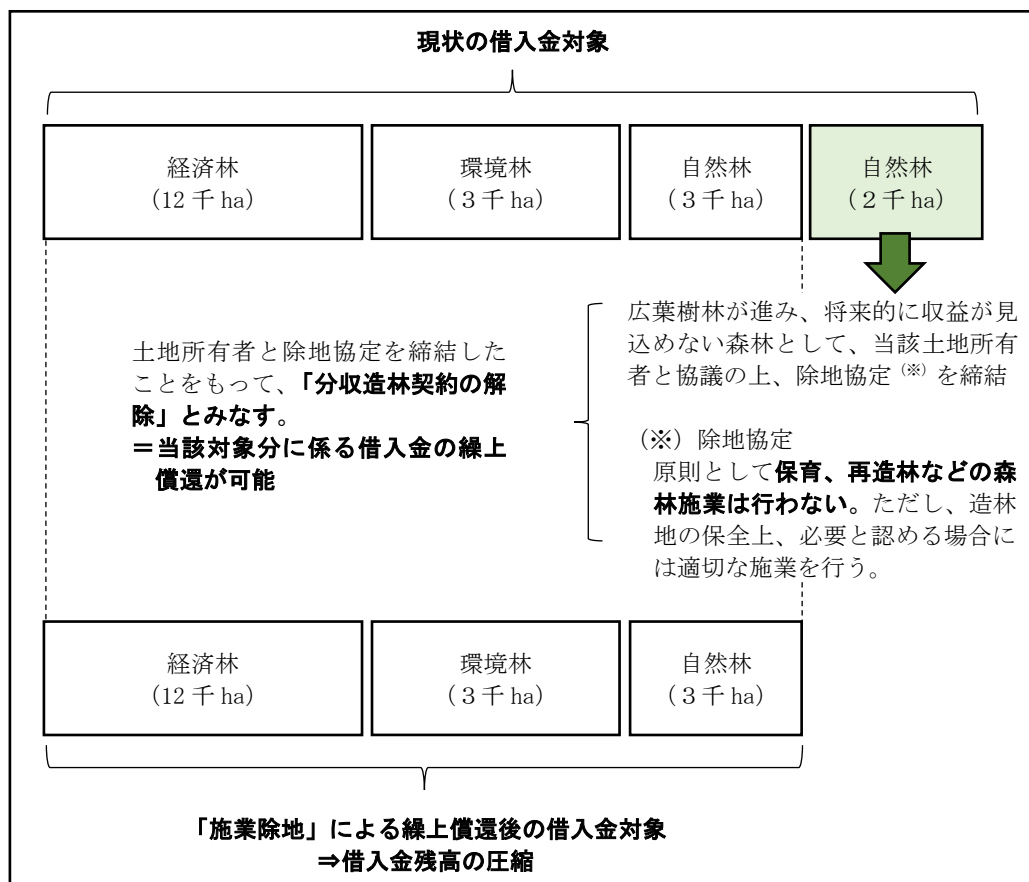 現状の借入金対象
経済林
(12千ha)
環境林
(3千ha)
自然林
(3千ha)
自然林
(2千ha)
広葉樹林が進み、将来的に収益が見
込めない森林として、当該土地所有
者と協議の上、除地協定(※)を締結
(※)除地協定
原則として保育、再造林などの森
林施業は行わない。ただし、造林
地の保全上、必要と認める場合に
は適切な施業を行う。
土地所有者と除地協定を締結した
ことをもって、「分収造林契約の解
除」とみなす。
＝当該対象分に係る借入金の繰上
償還が可能
経済林
(12千ha)
環境林
(3千ha)
自然林
(3千ha)
「施業除地」による繰上償還後の借入金対象
⇒借入金残高の圧縮